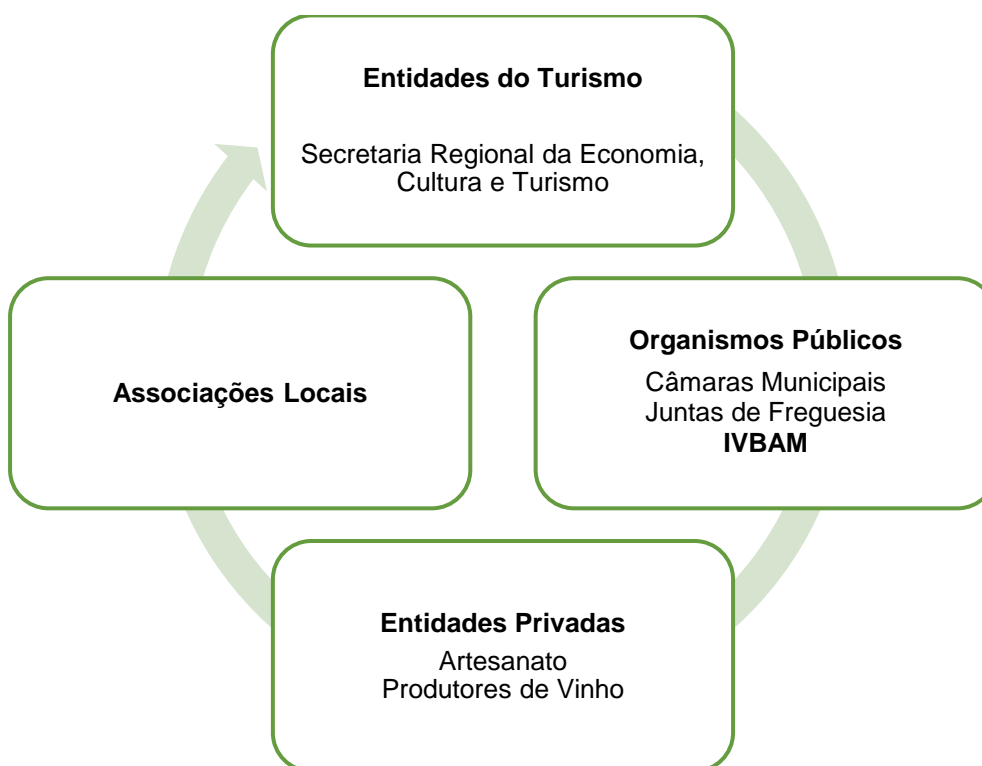 Entidades do Turismo
Secretaria Regional da Economia,
Cultura e Turismo
Organismos Públicos
Câmaras Municipais
Juntas de Freguesia
IVBAM
Entidades Privadas
Artesanato
Produtores de Vinho
Associações Locais